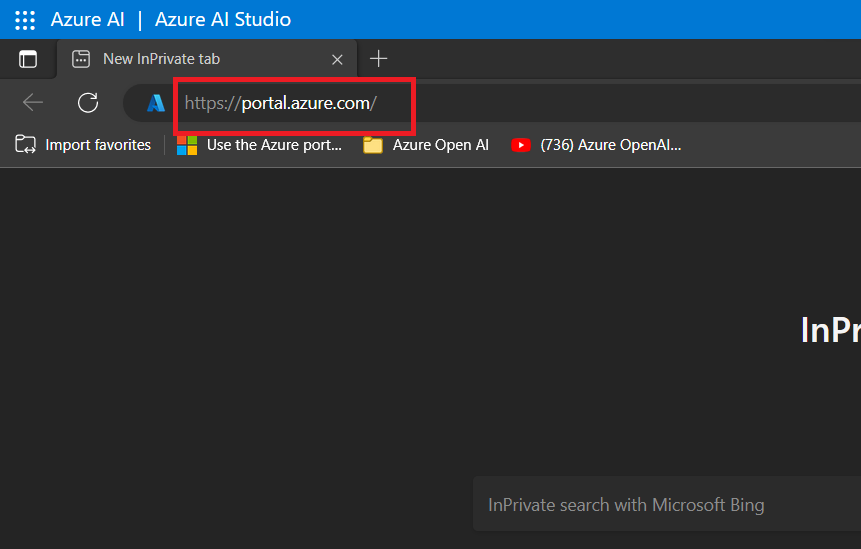 Azure AI | Azure AI Studio
New InPrivate tab
https://portal.azure.com/
Import favorites Use the Azure port... Azure Open AI (736) Azure OpenAI...
InPr
InPrivate search with Microsoft Bing